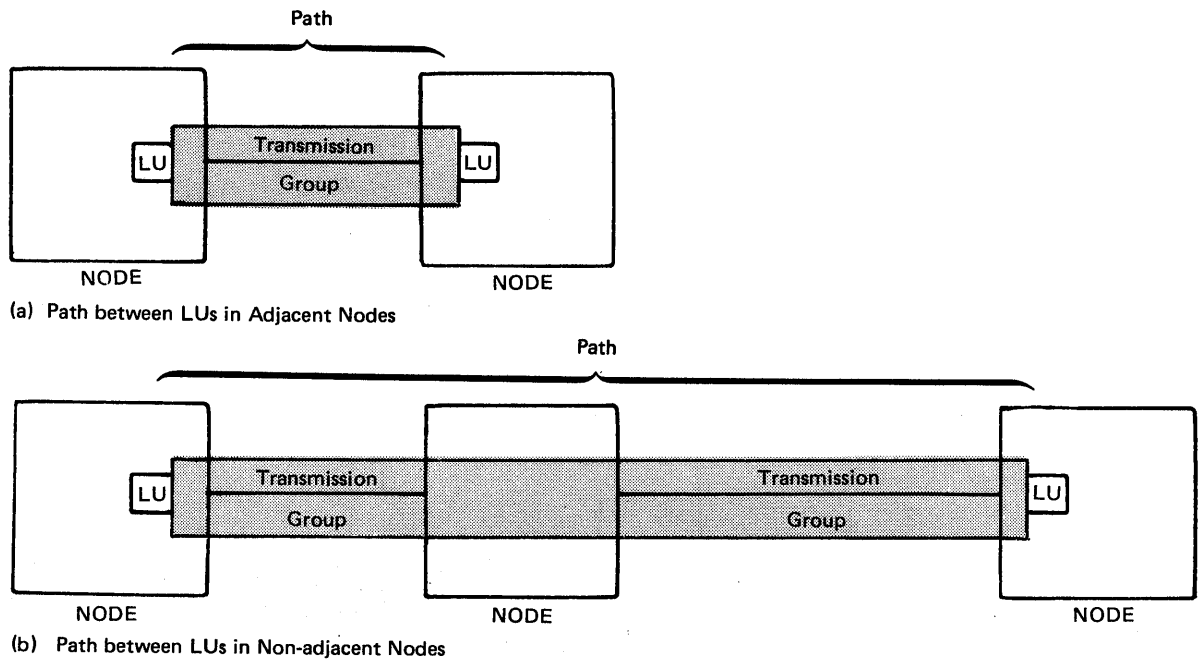 Path
Transmission
LU
LU
Group
NODE
NODE
(a) Path between LUs in Adjacent Nodes
Path
Transmission
Transmission
LU
LU
Group
Group
NODE
NODE
NODE
(b) Path between LUs in Non-adjacent Nodes